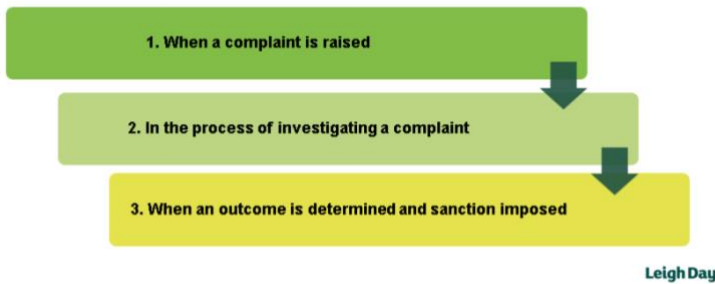 1. When a complaint is raised
2. In the process of investigating a complaint
3. When an outcome is determined and sanction imposed
Leigh Day